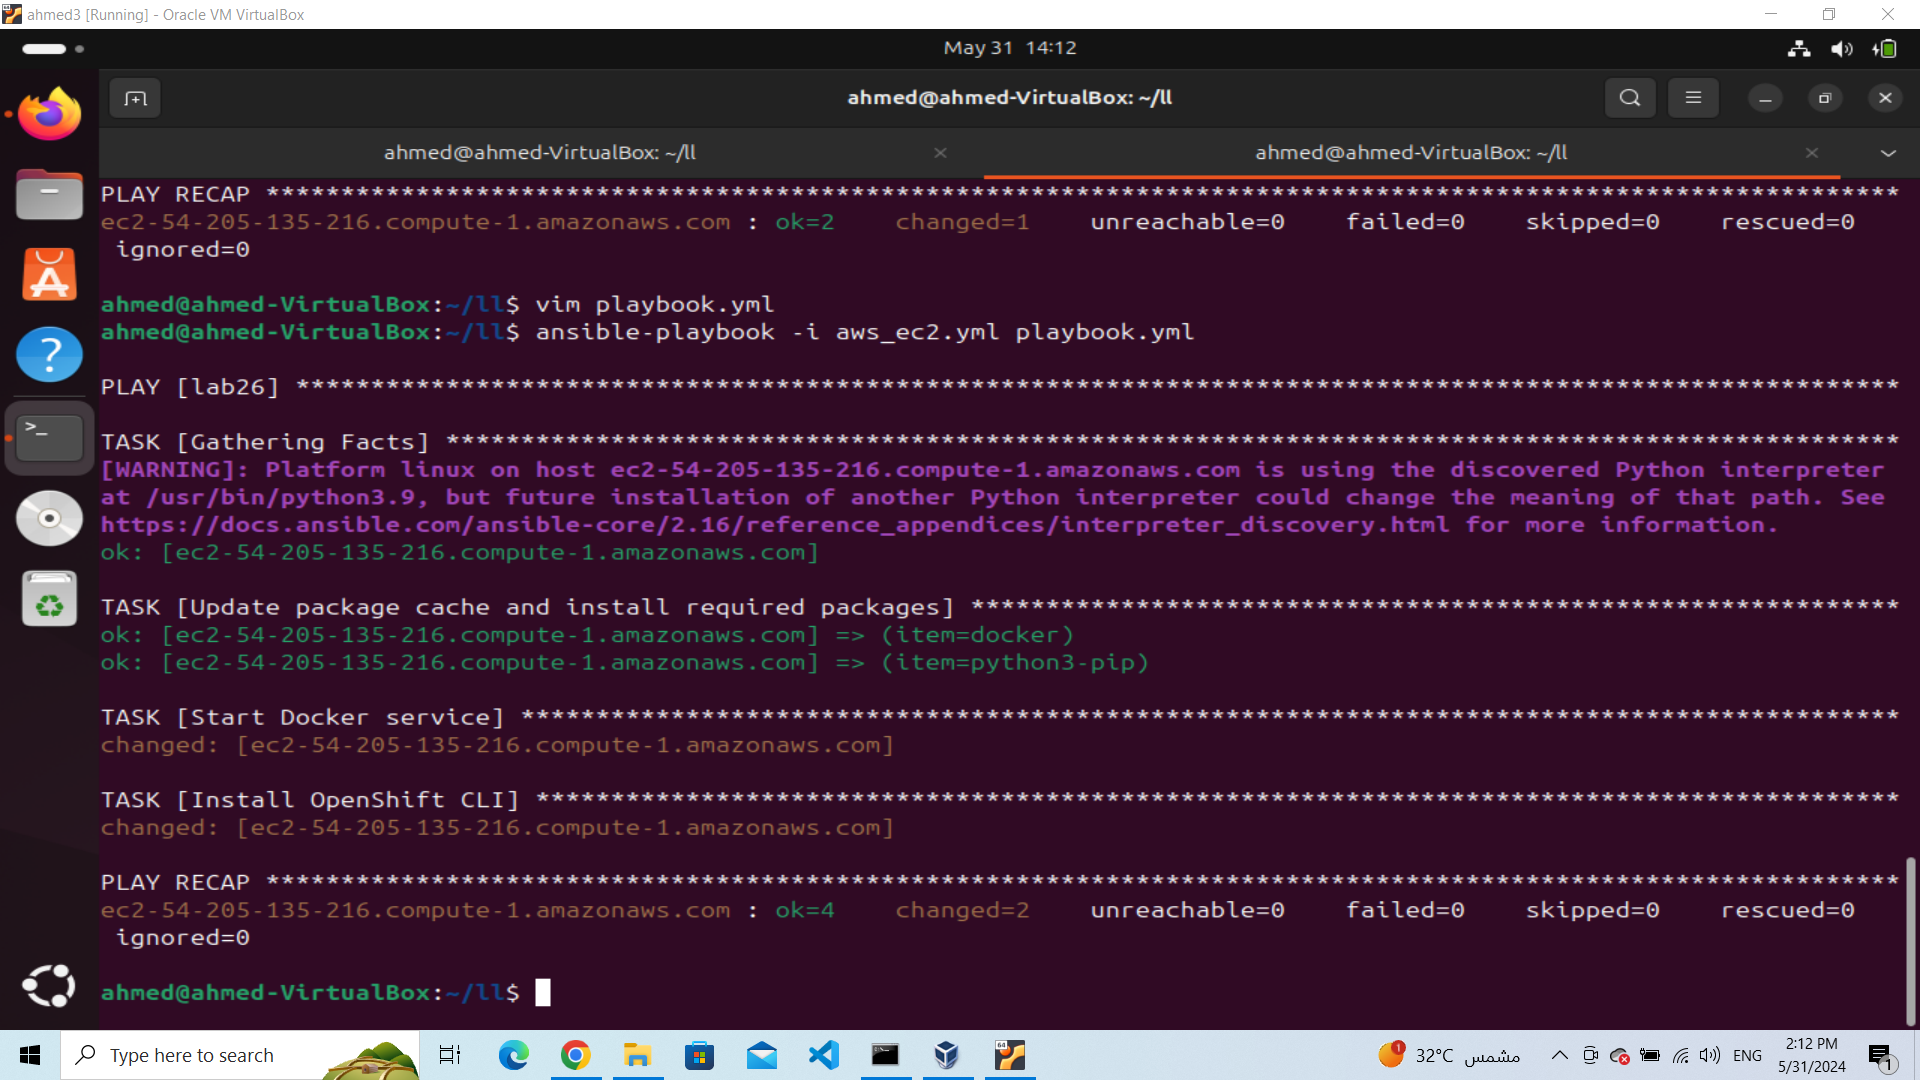 ahmed3 [Running] - Oracle VM VirtualBox
May 31 14:12
ahmed@ahmed-VirtualBox: ~/ll
ahmed@ahmed-VirtualBox: ~/ll
ahmed@ahmed-VirtualBox: ~/ll
PLAY RECAP *************************************************************************************************************
ec2-54-205-135-216.compute-1.amazonaws.com : ok=2    changed=1    unreachable=0    failed=0    skipped=0    rescued=0
 ignored=0
ahmed@ahmed-VirtualBox:~/ll$ vim playbook.yml
ahmed@ahmed-VirtualBox:~/ll$ ansible-playbook -i aws_ec2.yml playbook.yml
PLAY [lab26] ***********************************************************************************************************
TASK [Gathering Facts] *************************************************************************************************
[WARNING]: Platform linux on host ec2-54-205-135-216.compute-1.amazonaws.com is using the discovered Python interpreter
at /usr/bin/python3.9, but future installation of another Python interpreter could change the meaning of that path. See
https://docs.ansible.com/ansible-core/2.16/reference_appendices/interpreter_discovery.html for more information.
ok: [ec2-54-205-135-216.compute-1.amazonaws.com]
TASK [Update package cache and install required packages] **************************************************************
ok: [ec2-54-205-135-216.compute-1.amazonaws.com] => (item=docker)
ok: [ec2-54-205-135-216.compute-1.amazonaws.com] => (item=python3-pip)
TASK [Start Docker service] ********************************************************************************************
changed: [ec2-54-205-135-216.compute-1.amazonaws.com]
TASK [Install OpenShift CLI] *******************************************************************************************
changed: [ec2-54-205-135-216.compute-1.amazonaws.com]
PLAY RECAP *************************************************************************************************************
ec2-54-205-135-216.compute-1.amazonaws.com : ok=4    changed=2    unreachable=0    failed=0    skipped=0    rescued=0
 ignored=0
ahmed@ahmed-VirtualBox:~/ll$
Type here to search
1
32°C مشمس
ENG
2:12 PM
5/31/2024
1